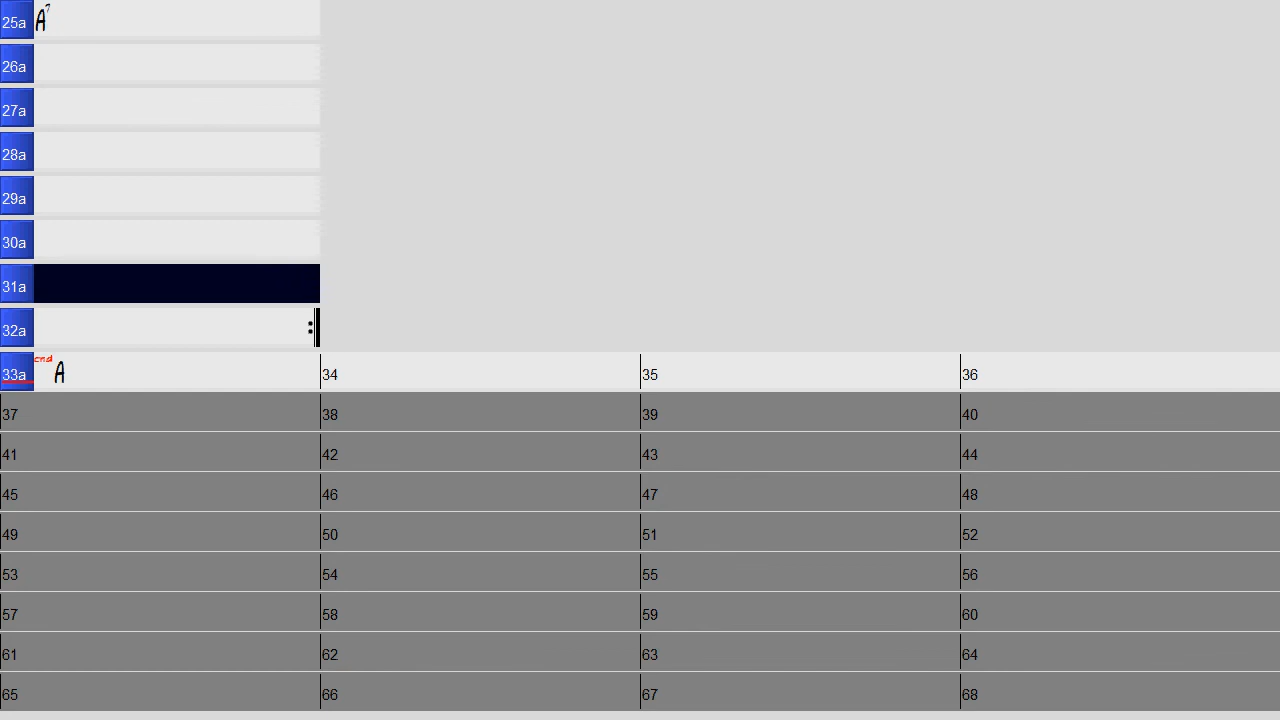 25a A7
26a
27a
28a
29a
30a
31a
32a
33a end A 34 35 36
37 38 39 40
41 42 43 44
45 46 47 48
49 50 51 52
53 54 55 56
57 58 59 60
61 62 63 64
65 66 67 68